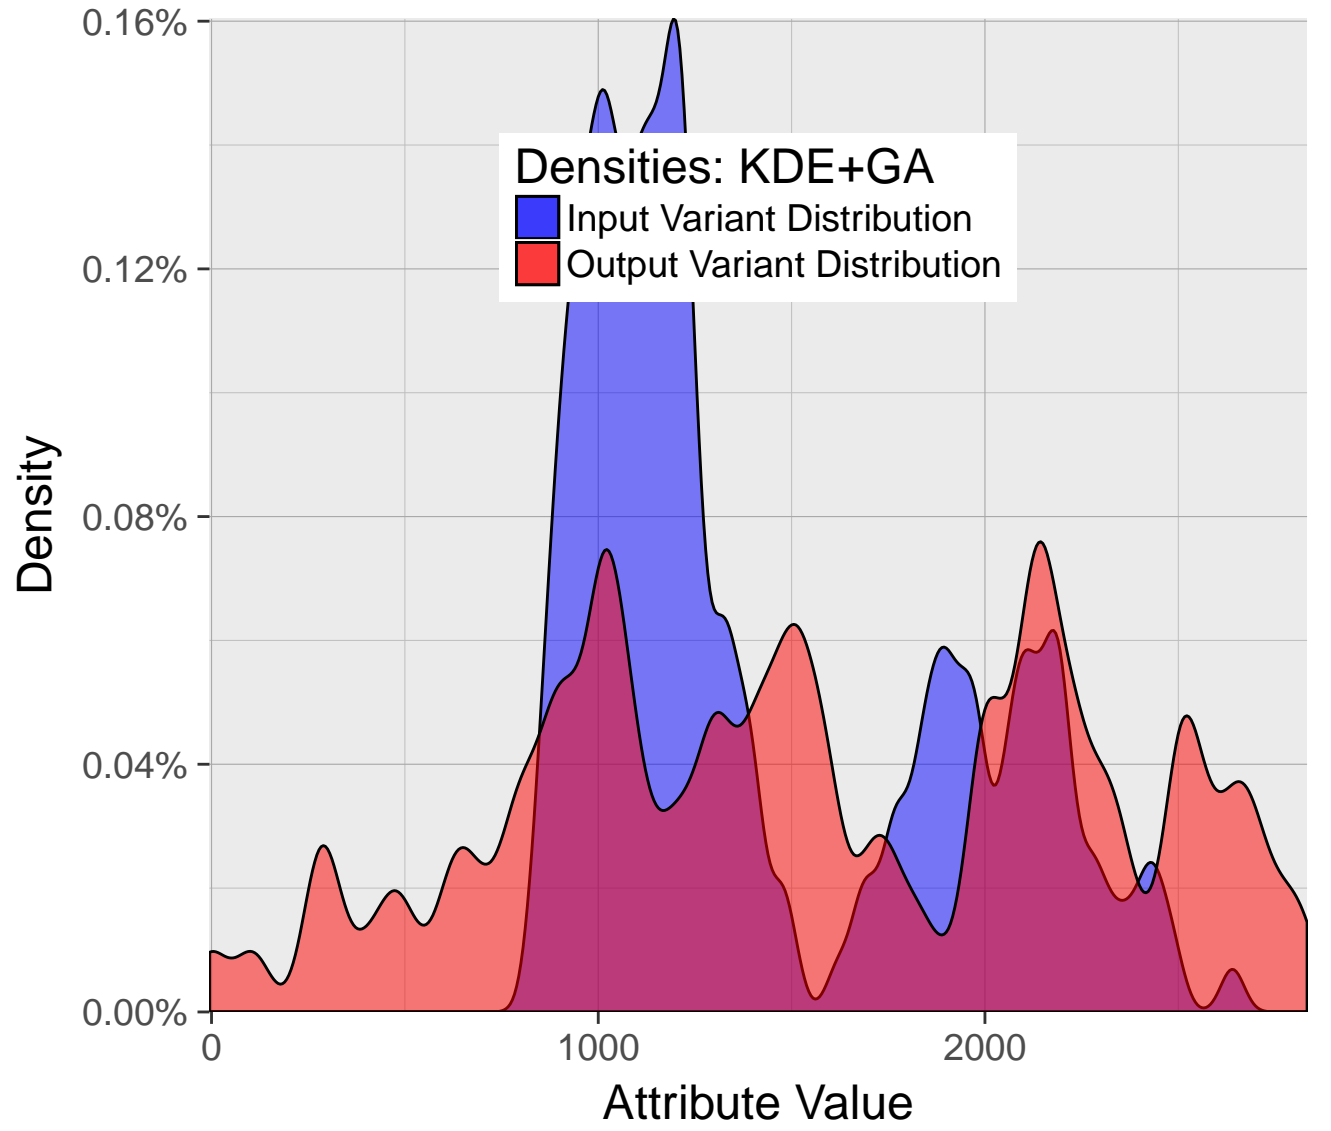 0.16%
Densities: KDE+GA
Input Variant Distribution
Output Variant Distribution
0.12%
0.08%
0.04%
0.00%
Density
0 1000 2000
Attribute Value